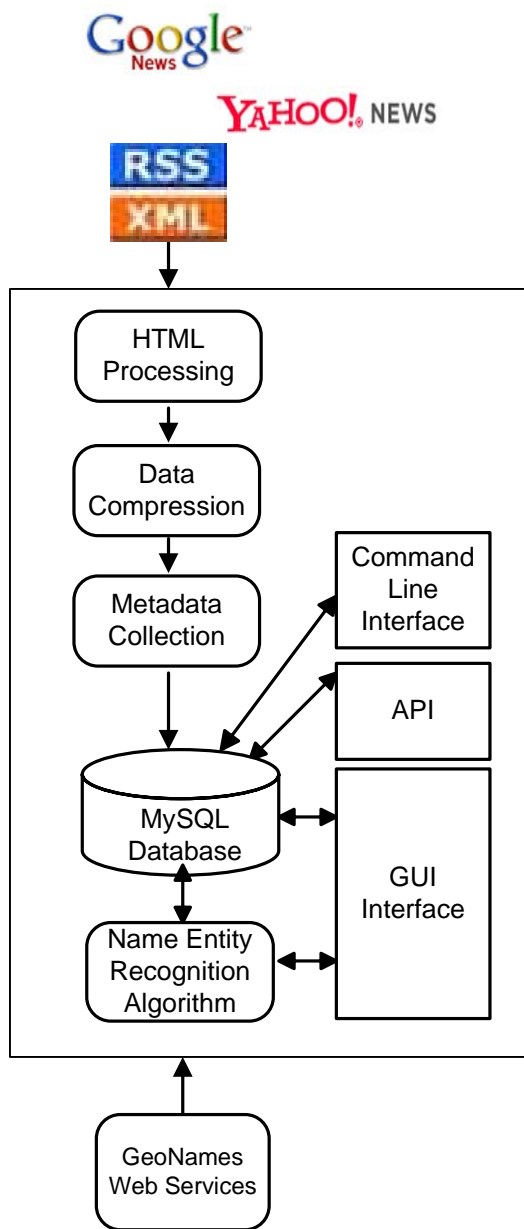 Google
News
YAHOO! NEWS
RSS
XML
HTML
Processing
Data
Compression
Metadata
Collection
Command
Line
Interface
API
MySQL
Database
GUI
Interface
Name Entity
Recognition
Algorithm
GeoNames
Web Services